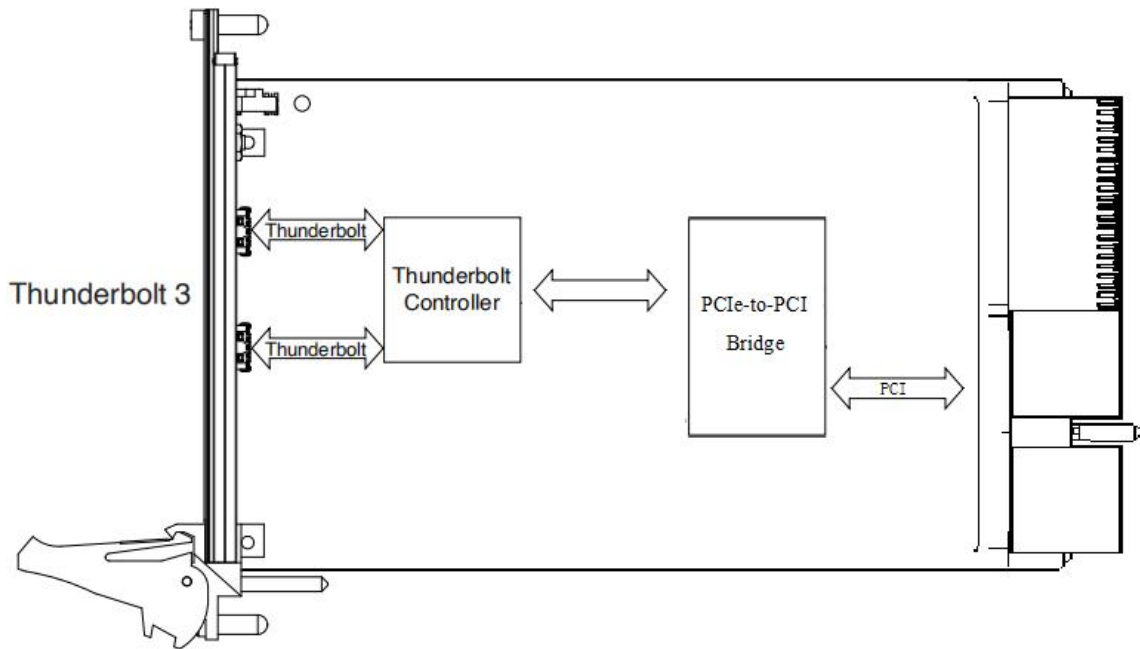 Thunderbolt 3
Thunderbolt
Thunderbolt
Thunderbolt
Controller
PCIe-to-PCI
Bridge
PCI